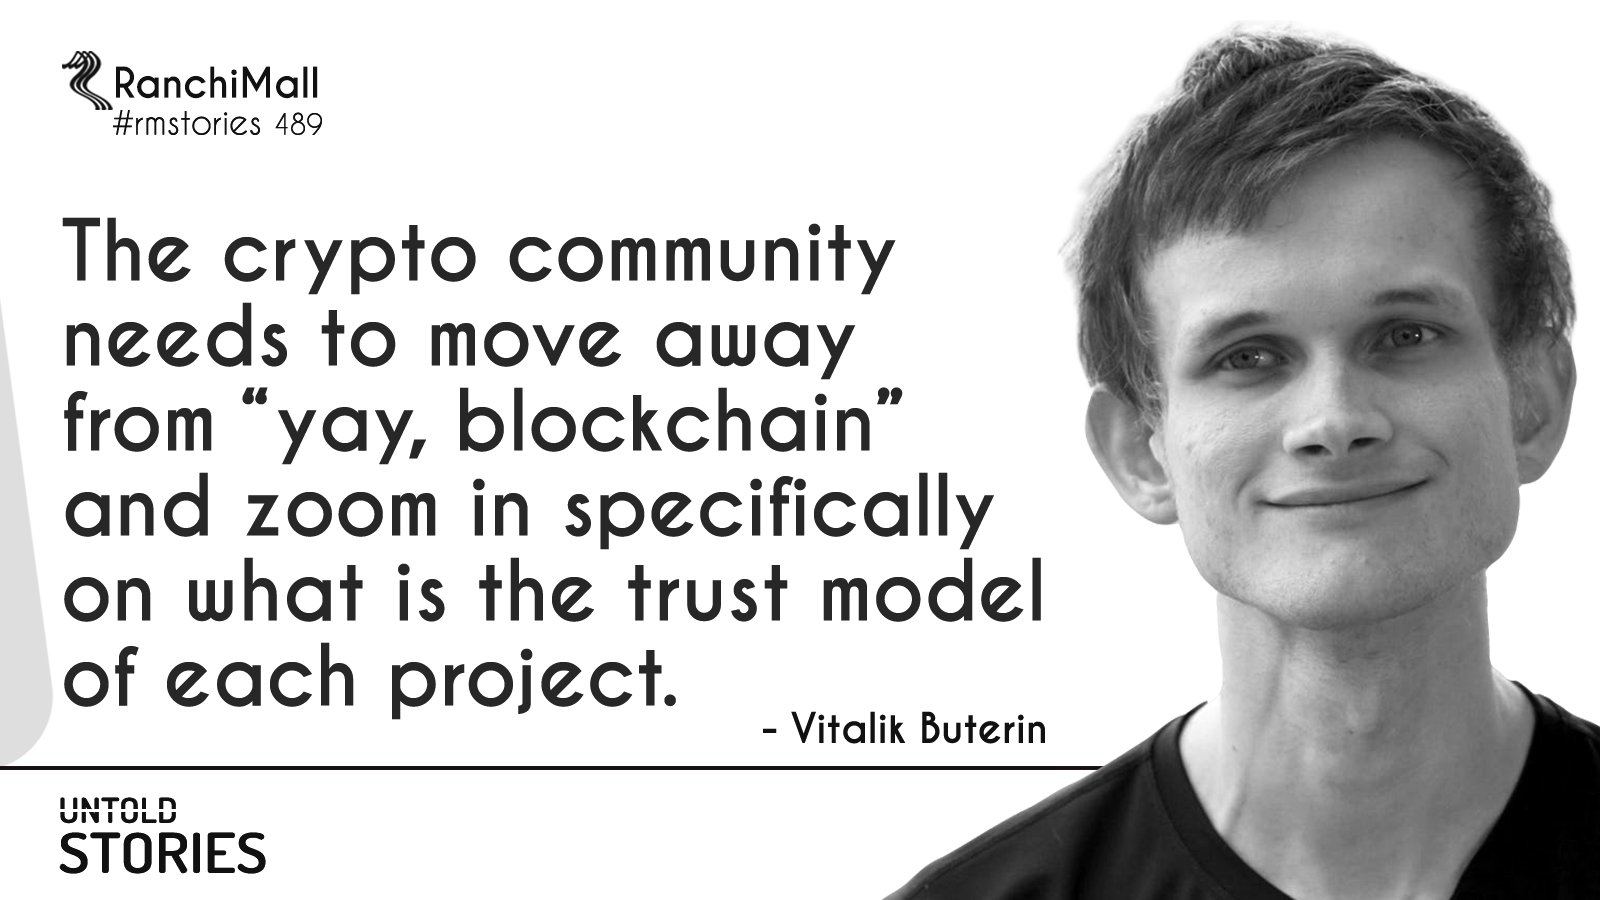 RanchiMall
#rmstories 489
The crypto community
needs to move away
from “yay, blockchain”
and zoom in specifically
on what is the trust model
of each project.
- Vitalik Buterin
UNTOLD
STORIES